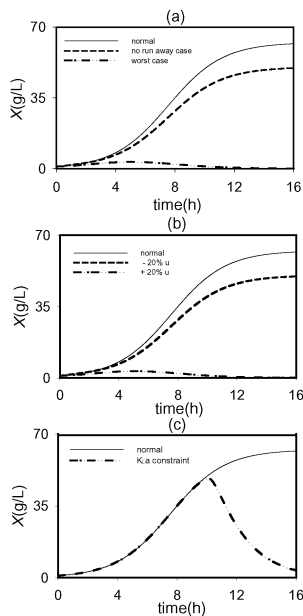 (a)
70
normal
no run away case
worst case
35
X(g/L)
0
0 4 8 12 16
time(h)
(b)
70
normal
- 20% u
+ 20% u
35
X(g/L)
0
0 4 8 12 16
time(h)
(c)
70
normal
KLa constraint
35
X(g/L)
0
0 4 8 12 16
time(h)